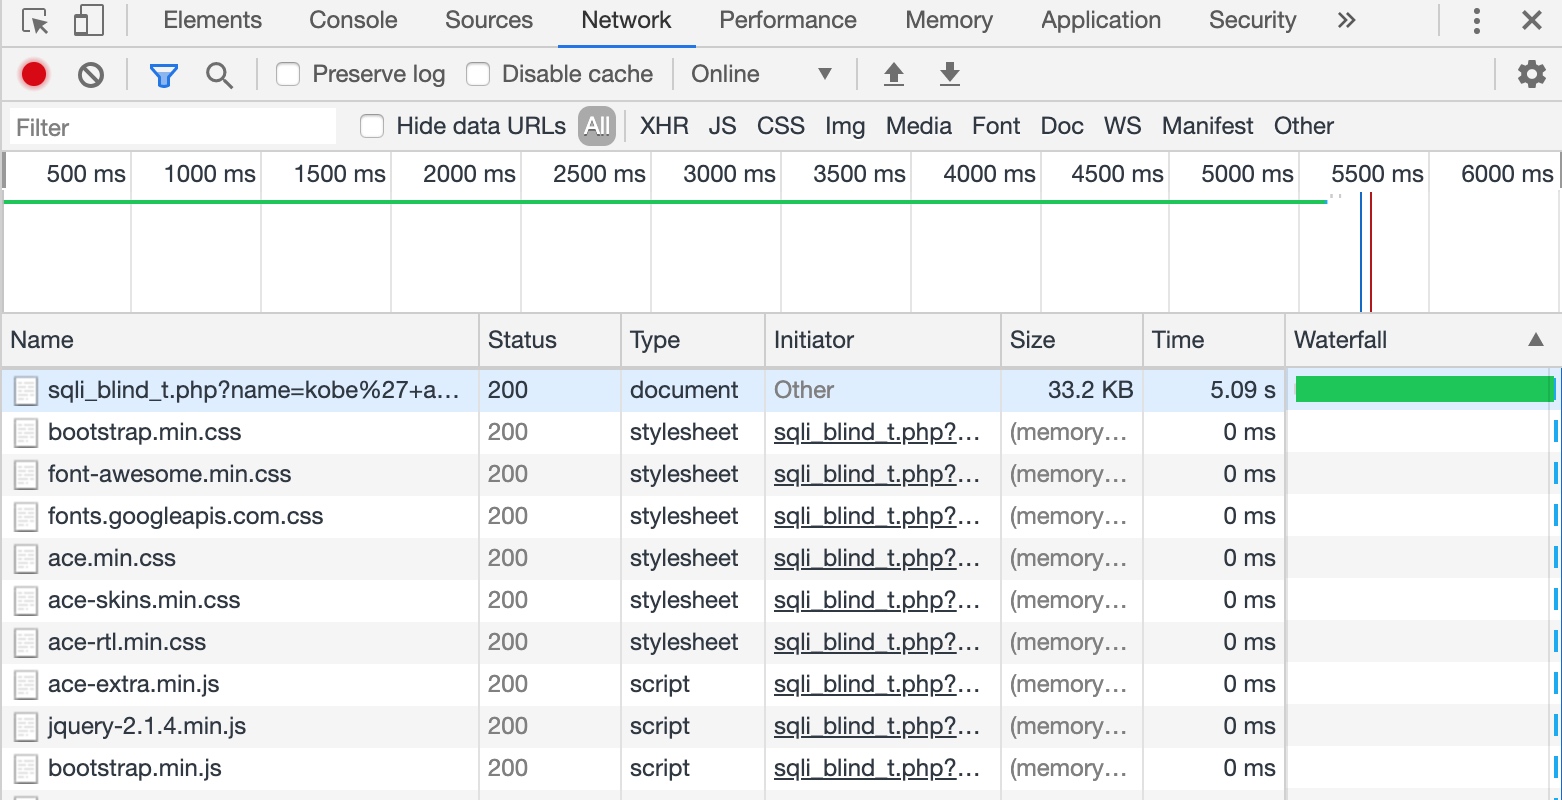 Elements Console Sources Network Performance Memory Application Security »
Preserve log Disable cache Online
Filter Hide data URLs All XHR JS CSS Img Media Font Doc WS Manifest Other
500 ms 1000 ms 1500 ms 2000 ms 2500 ms 3000 ms 3500 ms 4000 ms 4500 ms 5000 ms 5500 ms 6000 ms
Name Status Type Initiator Size Time Waterfall
sqli_blind_t.php?name=kobe%27+a… 200 document Other 33.2 KB 5.09 s
bootstrap.min.css 200 stylesheet sqli_blind_t.php?… (memory… 0 ms
font-awesome.min.css 200 stylesheet sqli_blind_t.php?… (memory… 0 ms
fonts.googleapis.com.css 200 stylesheet sqli_blind_t.php?… (memory… 0 ms
ace.min.css 200 stylesheet sqli_blind_t.php?… (memory… 0 ms
ace-skins.min.css 200 stylesheet sqli_blind_t.php?… (memory… 0 ms
ace-rtl.min.css 200 stylesheet sqli_blind_t.php?… (memory… 0 ms
ace-extra.min.js 200 script sqli_blind_t.php?… (memory… 0 ms
jquery-2.1.4.min.js 200 script sqli_blind_t.php?… (memory… 0 ms
bootstrap.min.js 200 script sqli_blind_t.php?… (memory… 0 ms